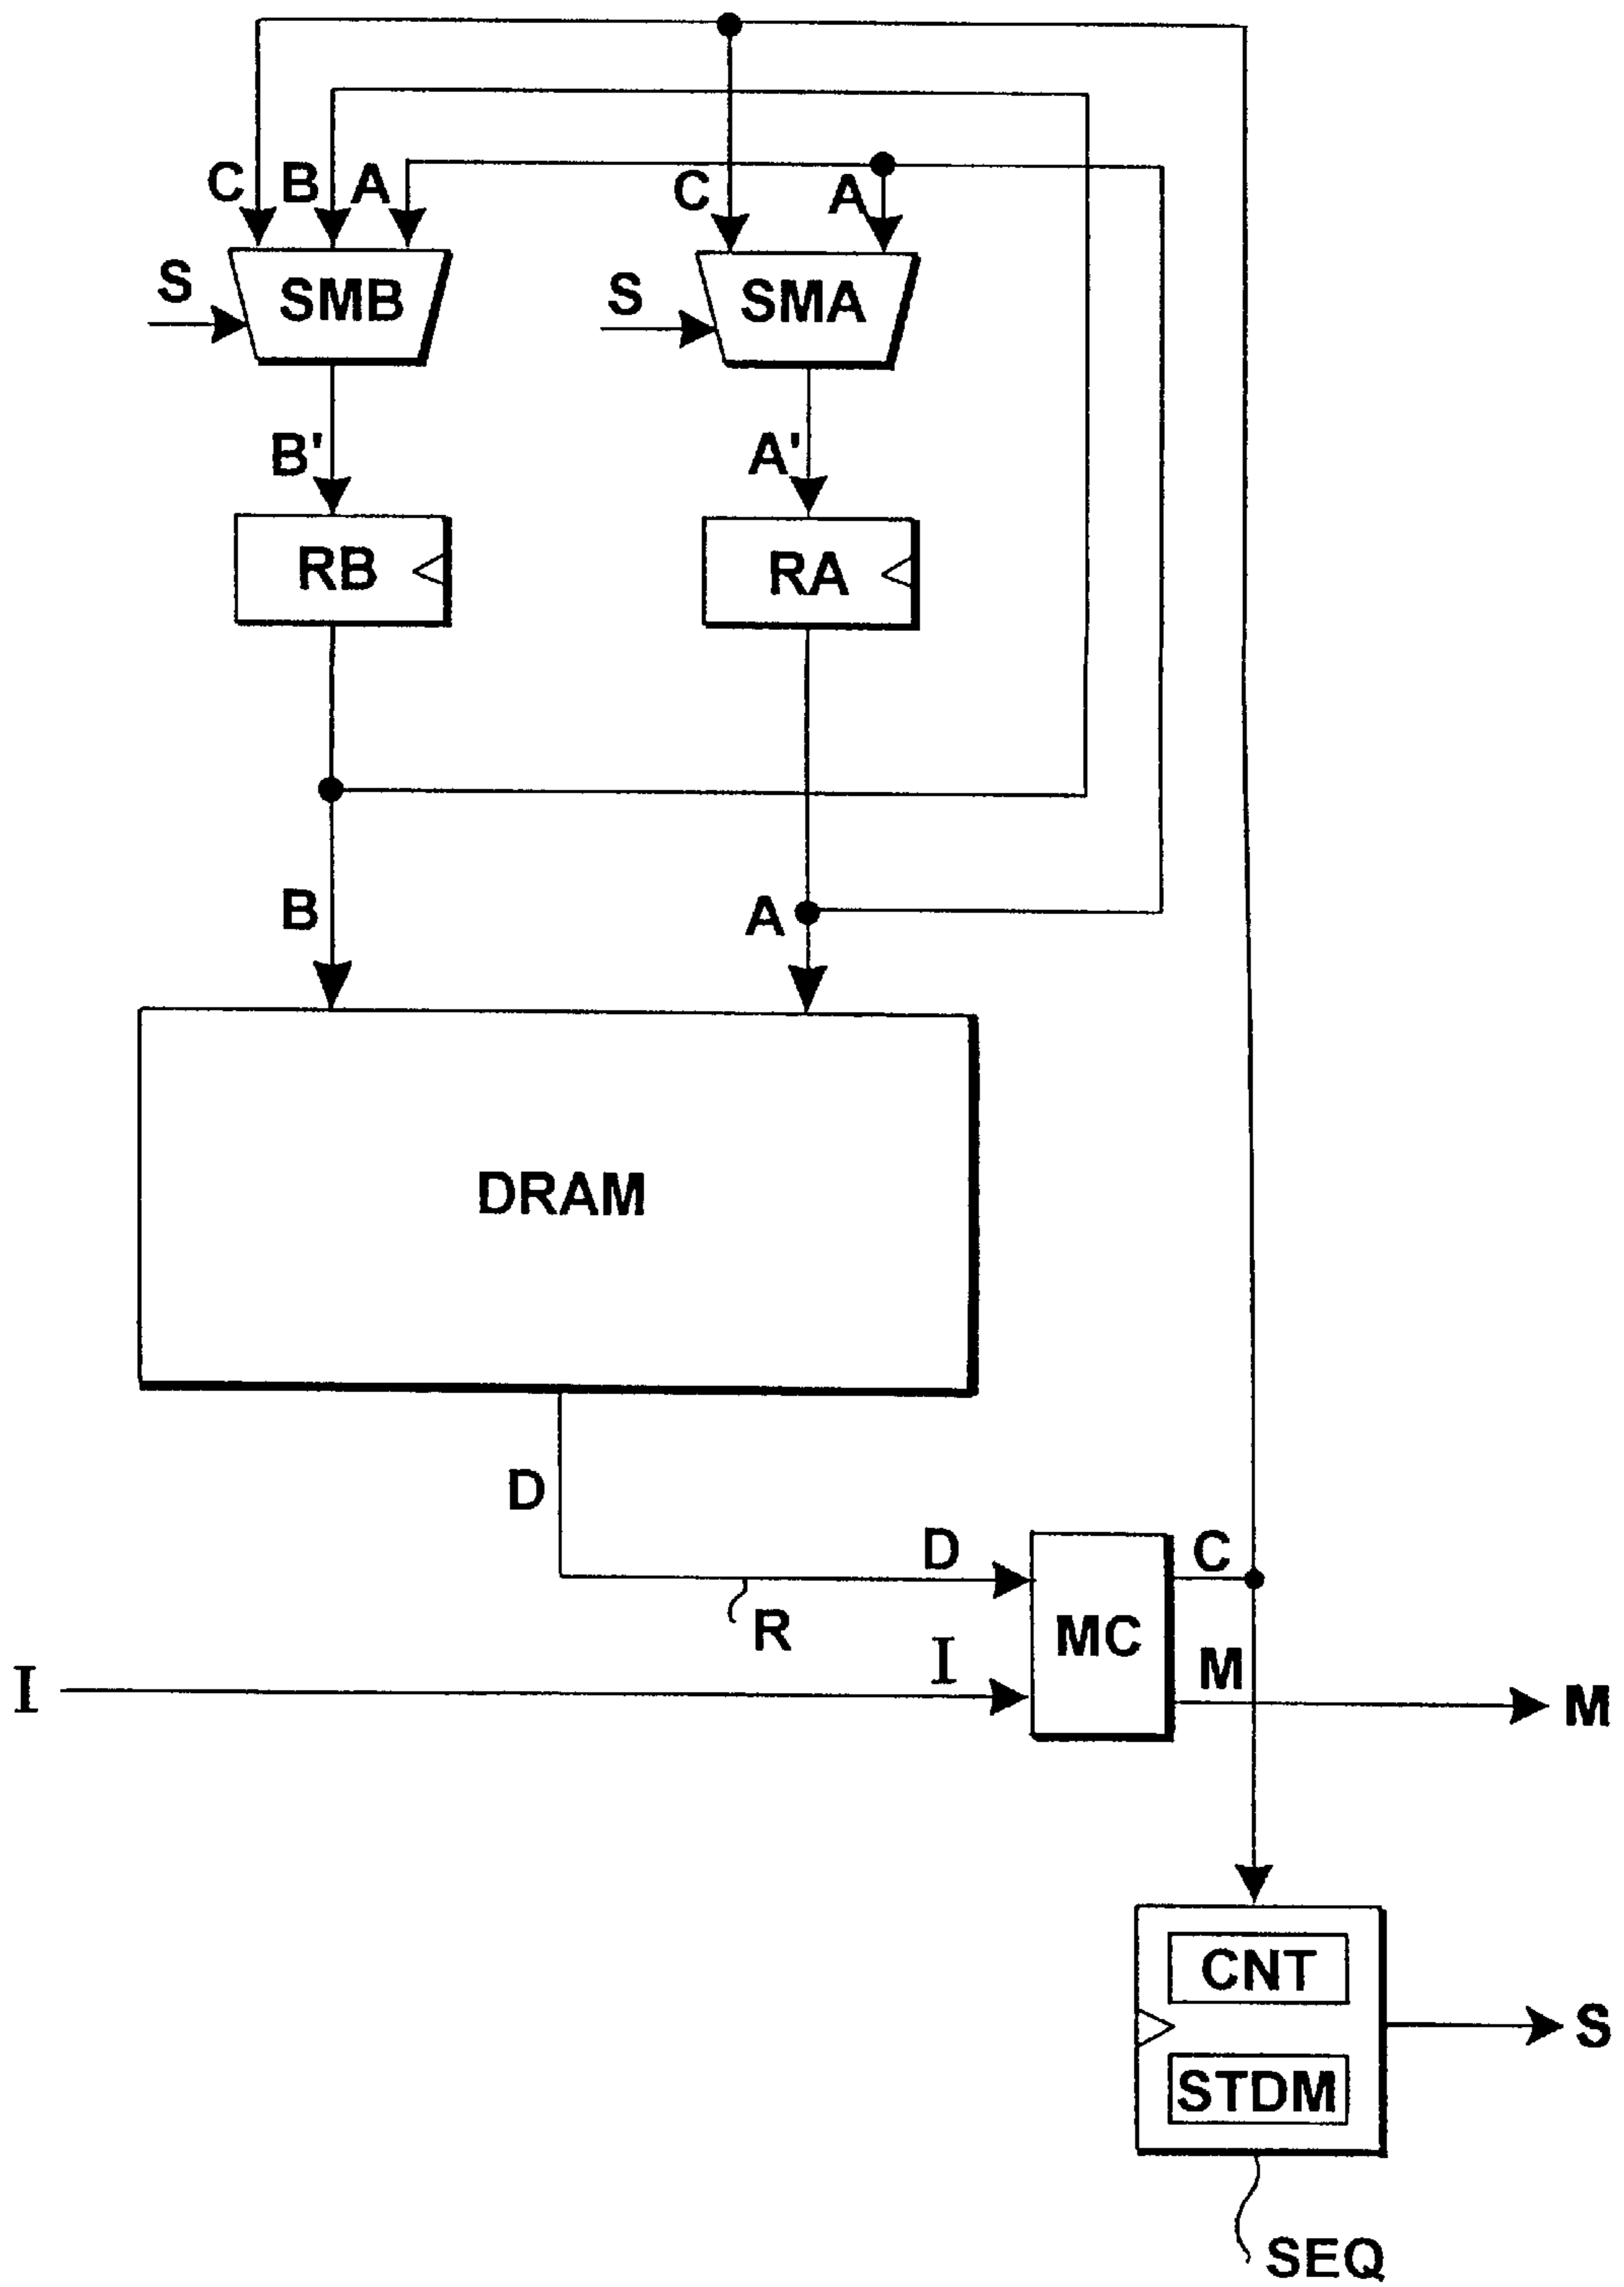 C B A C A
S SMB S SMA
B' A'
RB RA
B A
DRAM
D
D C
R MC
I I M M
CNT
S
STDM
SEQ